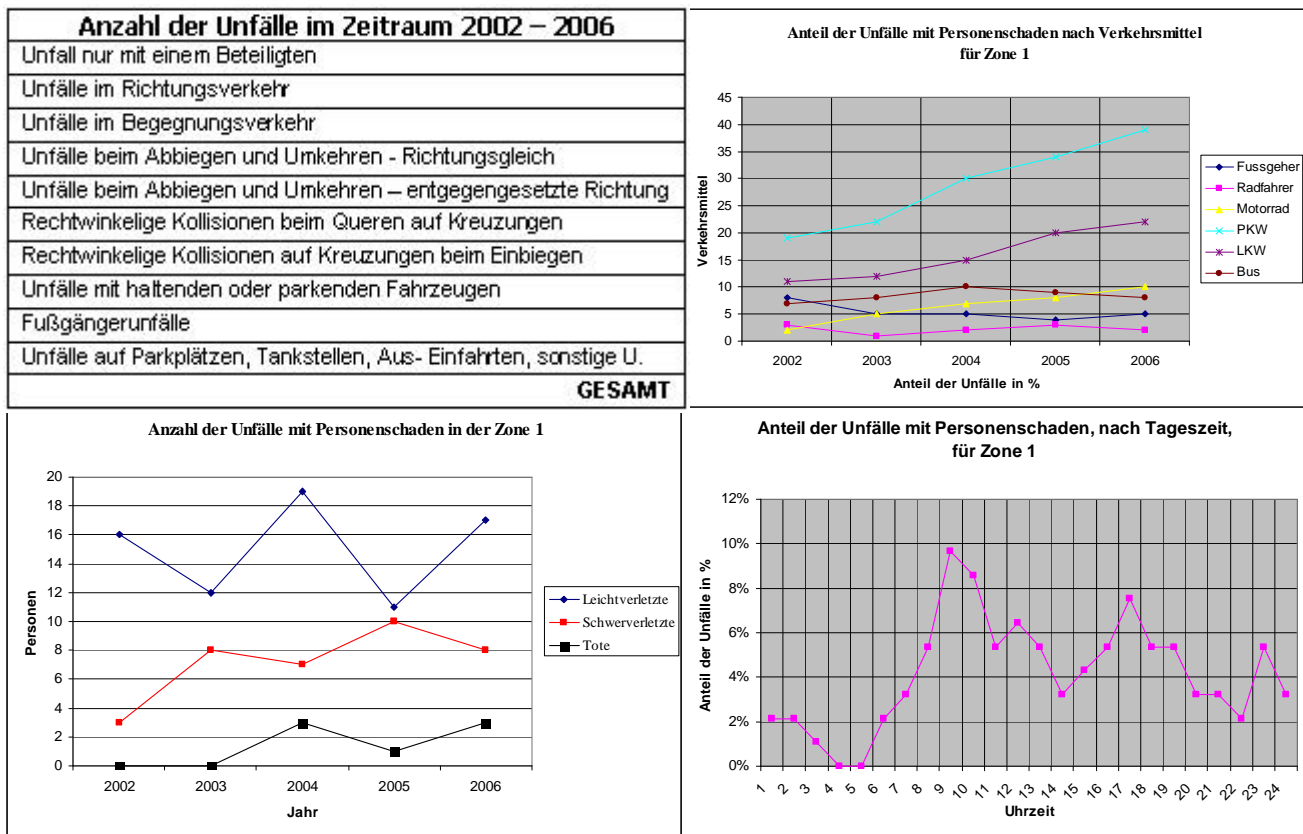 Anzahl der Unfälle im Zeitraum 2002 – 2006
Unfall nur mit einem Beteiligten
Unfälle im Richtungsverkehr
Unfälle im Begegnungsverkehr
Unfälle beim Abbiegen und Umkehren - Richtungsgleich
Unfälle beim Abbiegen und Umkehren – entgegengesetzte Richtung
Rechtwinkelige Kollisionen beim Queren auf Kreuzungen
Rechtwinkelige Kollisionen auf Kreuzungen beim Einbiegen
Unfälle mit haltenden oder parkenden Fahrzeugen
Fußgängerunfälle
Unfälle auf Parkplätzen, Tankstellen, Aus- Einfahrten, sonstige U.
GESAMT
Anteil der Unfälle mit Personenschaden nach Verkehrsmittel
für Zone 1
Verkehrsmittel
45
40
35
30
25
20
15
10
5
0
2002 2003 2004 2005 2006
Anteil der Unfälle in %
Fussgeher
Radfahrer
Motorrad
PKW
LKW
Bus
Anzahl der Unfälle mit Personenschaden in der Zone 1
Personen
20
18
16
14
12
10
8
6
4
2
0
2002 2003 2004 2005 2006
Jahr
Leichtverletzte
Schwerverletzte
Tote
Anteil der Unfälle mit Personenschaden, nach Tageszeit,
für Zone 1
Anteil der Unfälle in %
12%
10%
8%
6%
4%
2%
0%
1 2 3 4 5 6 7 8 9 10 11 12 13 14 15 16 17 18 19 20 21 22 23 24
Uhrzeit